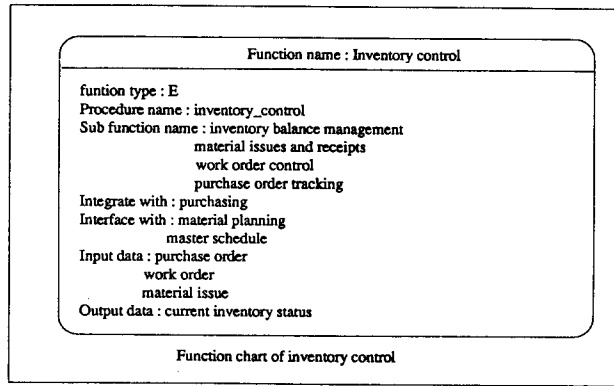 Function name : Inventory control
funtion type : E
Procedure name : inventory_control
Sub function name : inventory balance management
material issues and receipts
work order control
purchase order tracking
Integrate with : purchasing
Interface with : material planning
master schedule
Input data : purchase order
work order
material issue
Output data : current inventory status
Function chart of inventory control